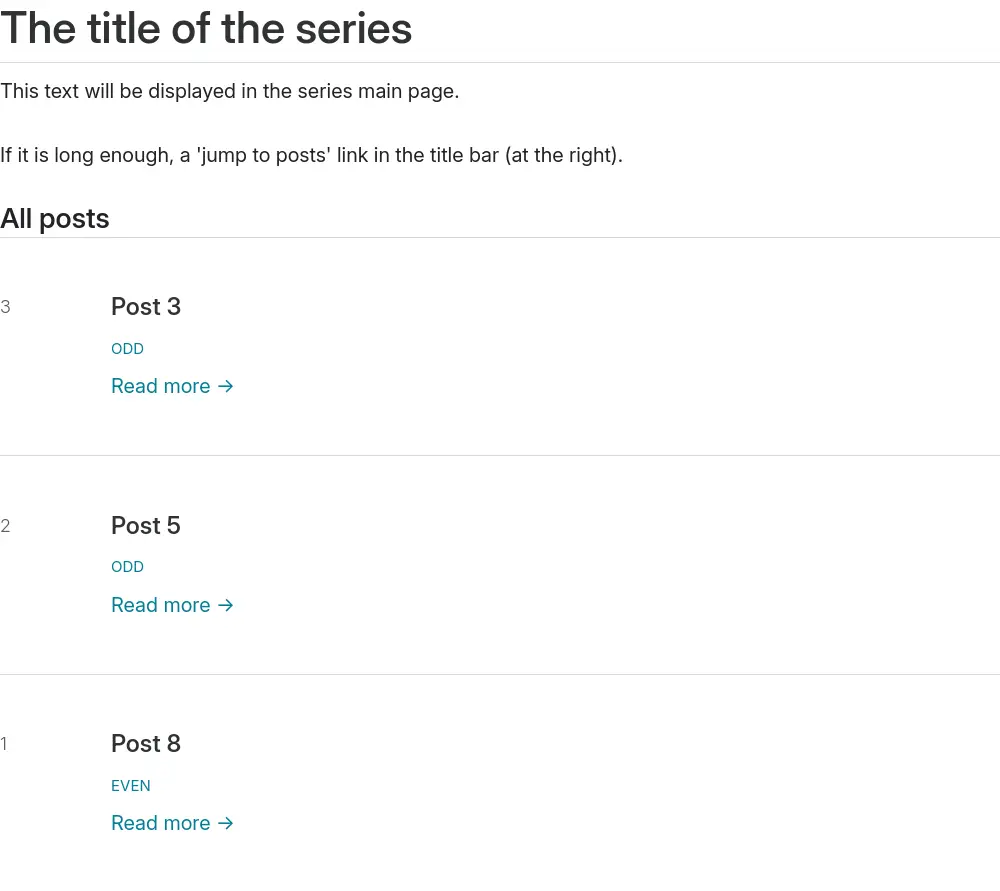 The title of the series
This text will be displayed in the series main page.
If it is long enough, a 'jump to posts' link in the title bar (at the right).
All posts
3
Post 3
ODD
Read more →
2
Post 5
ODD
Read more →
1
Post 8
EVEN
Read more →